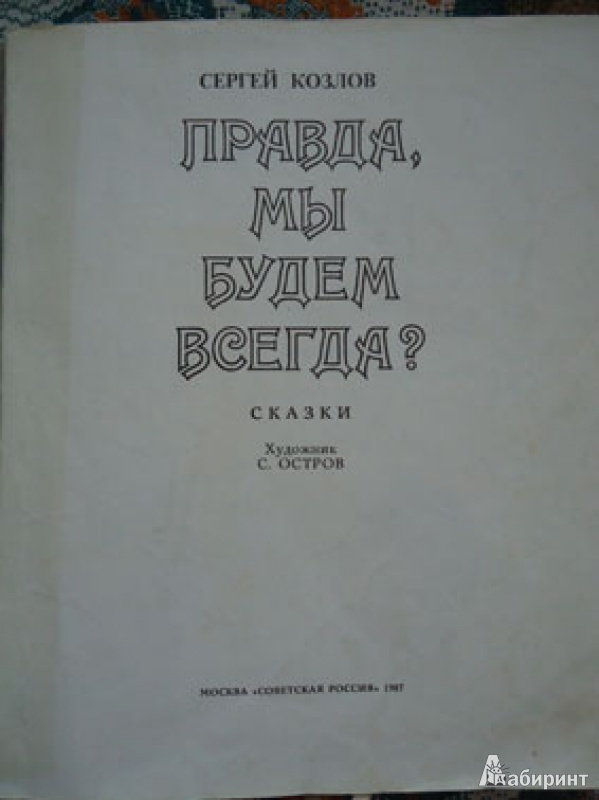 СЕРГЕЙ КОЗЛОВ
ПРАВДА,
МЫ
БУДЕМ
ВСЕГДА?
СКАЗКИ
Художник
С. ОСТРОВ
МОСКВА «СОВЕТСКАЯ РОССИЯ» 1987
Лабиринт